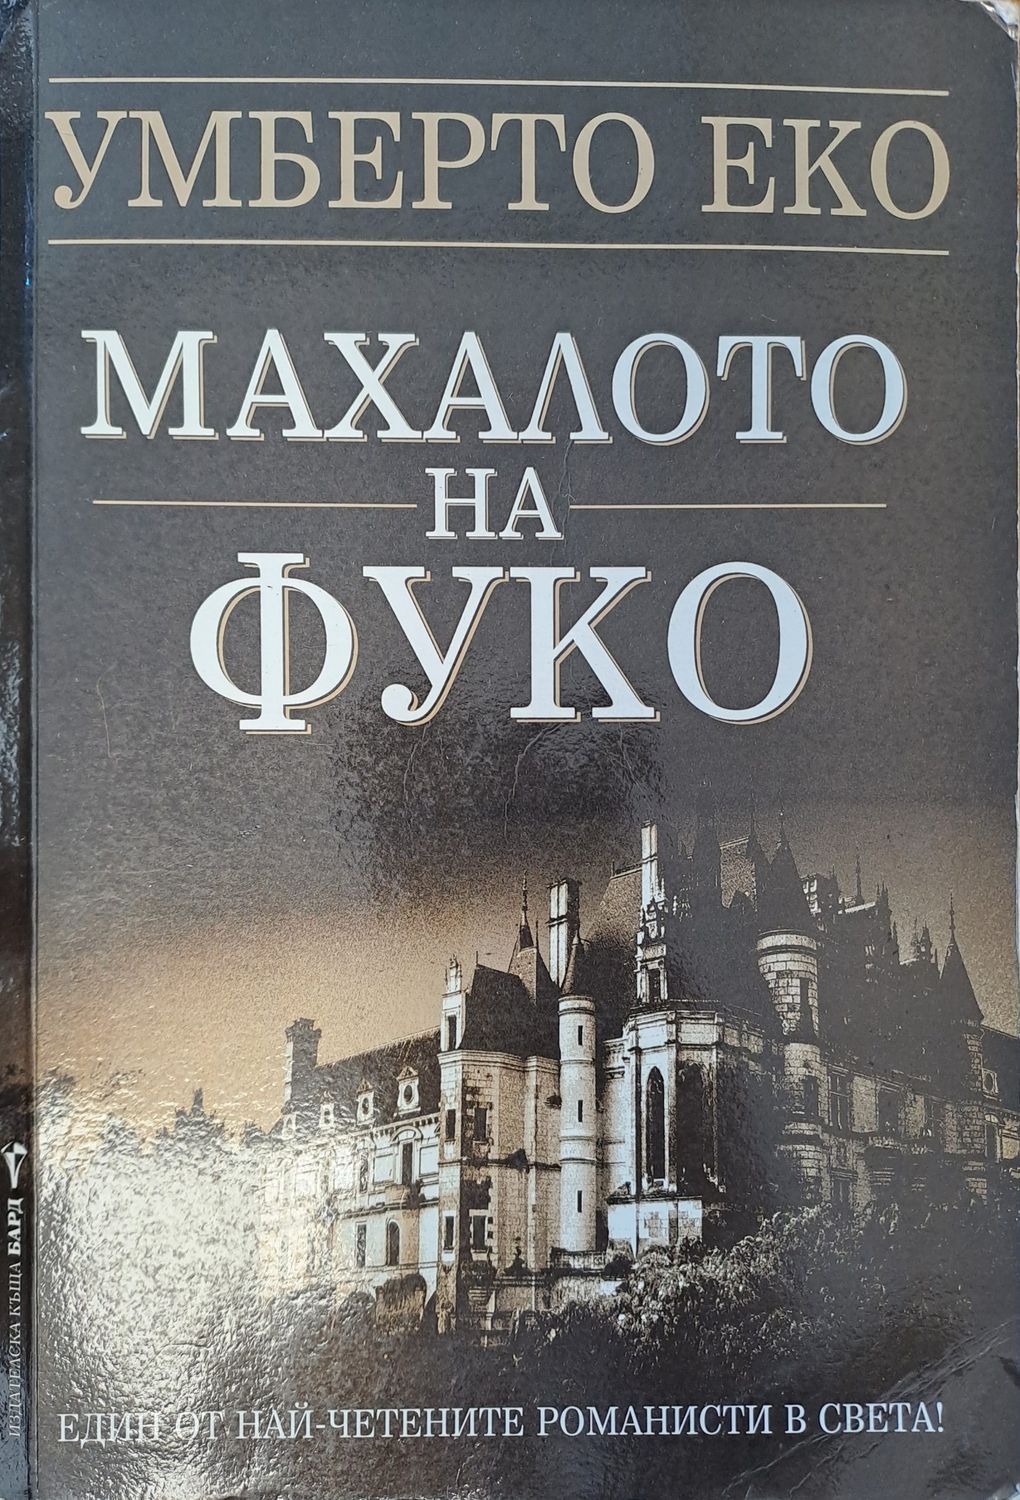 УМБЕРТО ЕКО
МАХАЛОТО
НА
ФУКО
ЕДИН ОТ НАЙ-ЧЕТЕНИТЕ РОМАНИСТИ В СВЕТА!
ИЗДАТЕЛСКА КЪЩА БАРД